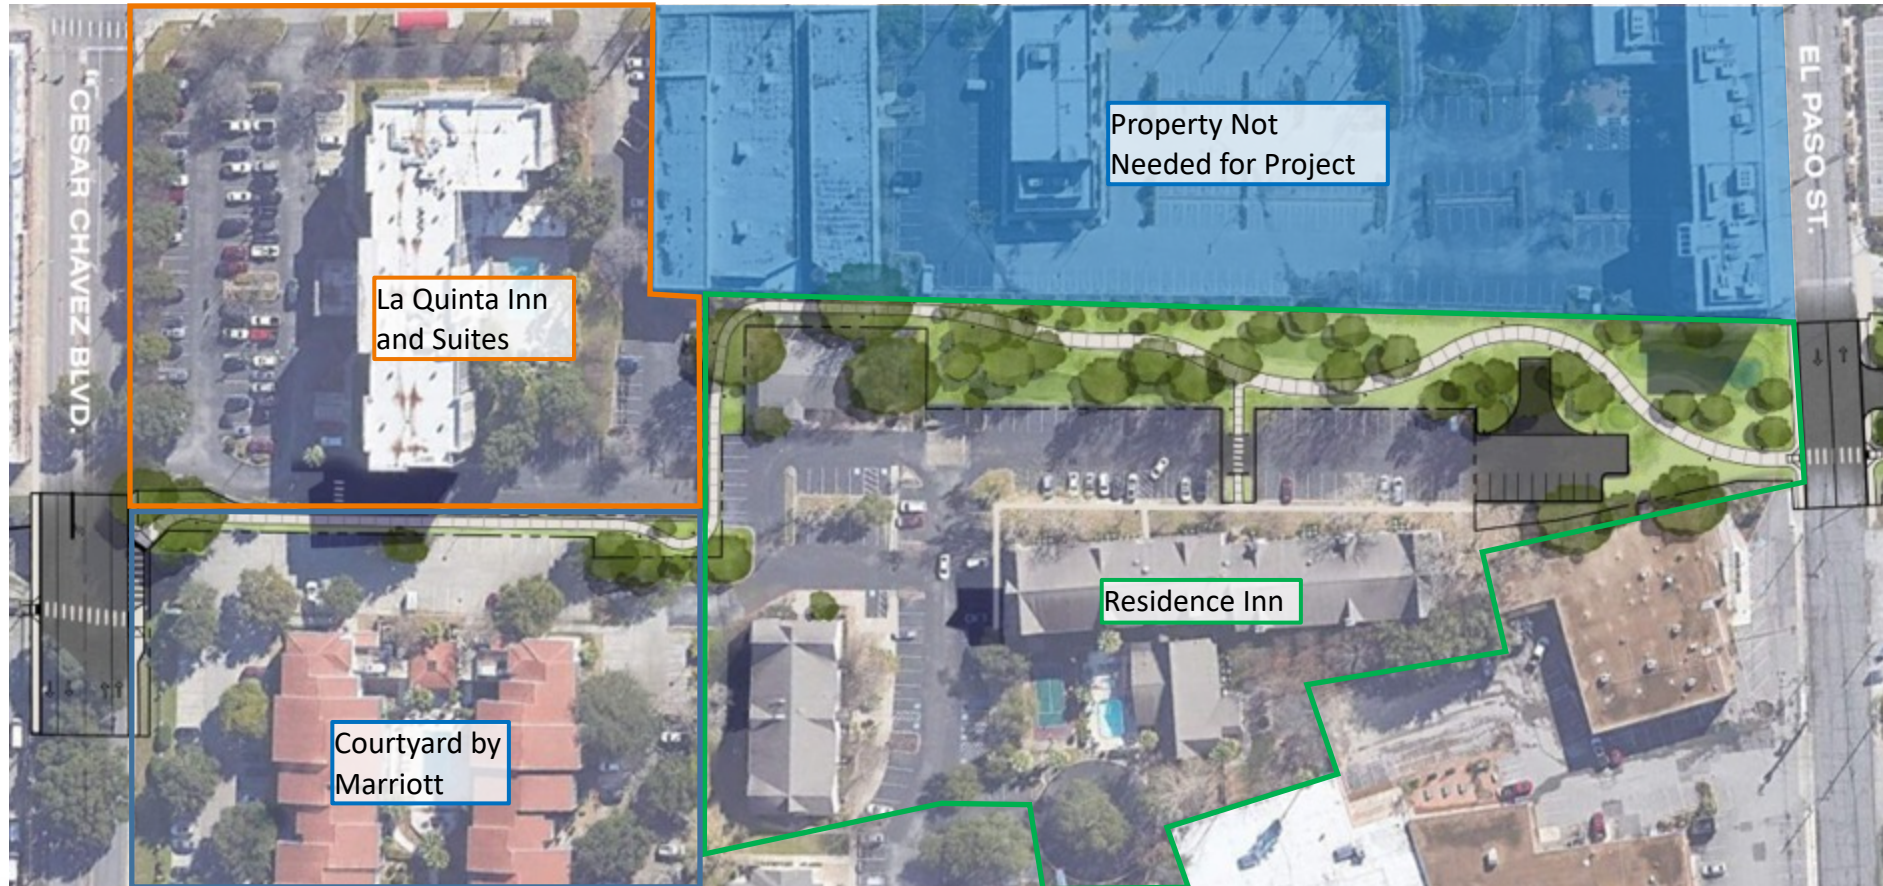 CESAR CHAVEZ BLVD.
EL PASO ST.
Property Not
Needed for Project
La Quinta Inn
and Suites
Residence Inn
Courtyard by
Marriott